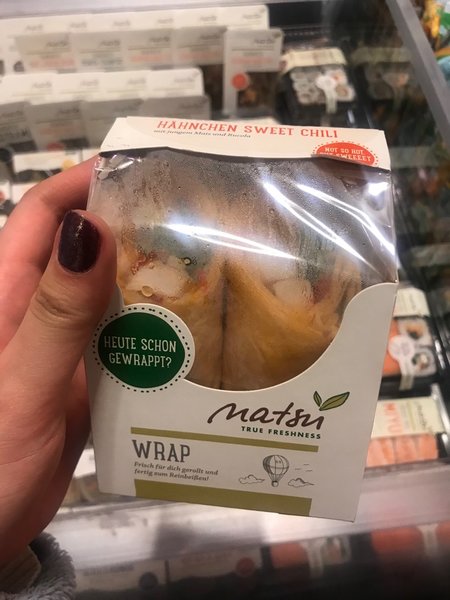 HÄHNCHEN SWEET CHILI
mit jungem Mais und Rucola
NOT SO HOT
BUT SWEEEET
HEUTE SCHON
GEWRAPPT?
natsu
TRUE FRESHNESS
WRAP
Frisch für dich gerollt und
fertig zum Reinbeißen!